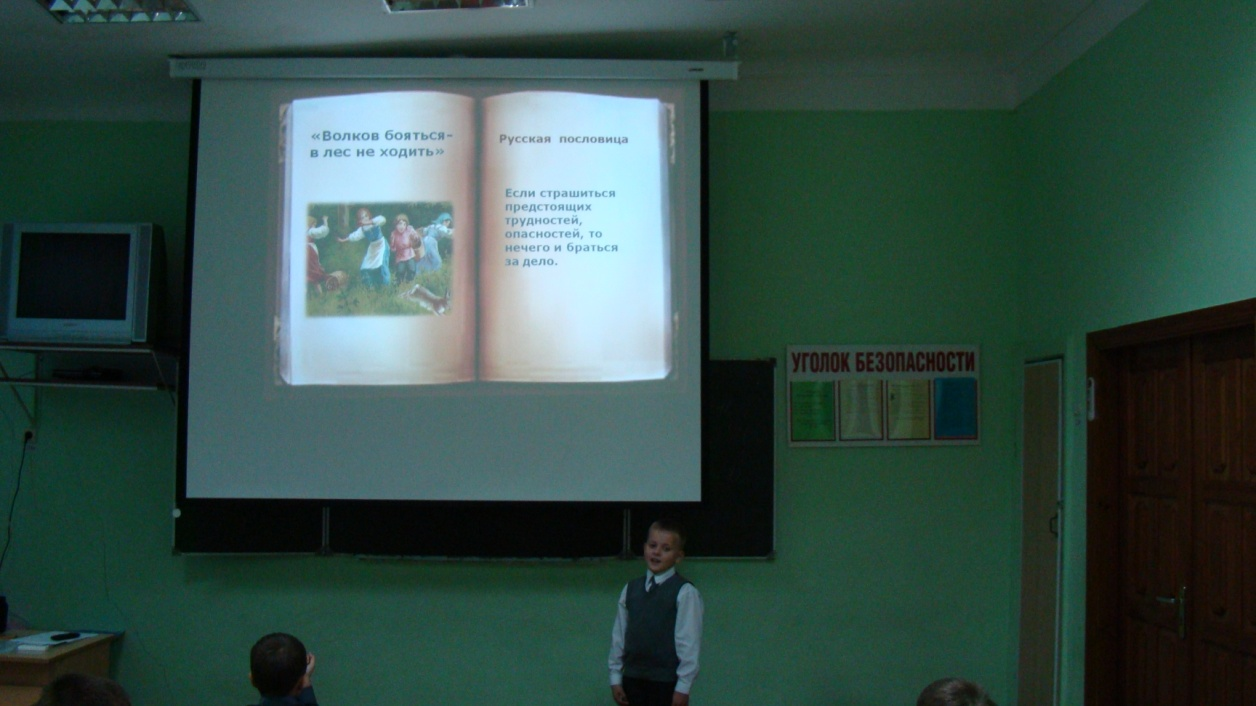 «Волков бояться-
в лес не ходить»
Русская пословица
Если страшиться
предстоящих
трудностей,
опасностей, то
нечего и браться
за дело.
УГОЛОК БЕЗОПАСНОСТИ